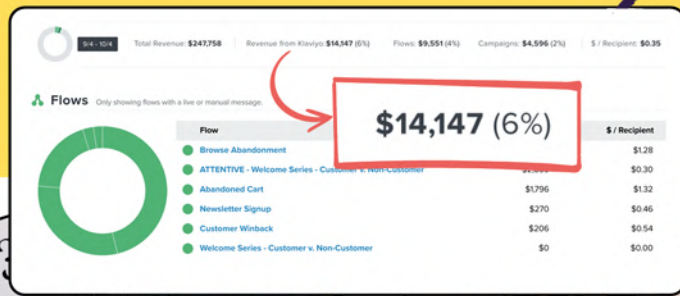 9/4 - 10/4 Total Revenue: $247,758 Revenue from Klaviyo: $14,147 (6%) Flows: $9,551 (4%) Campaigns: $4,596 (2%) $ / Recipient: $0.35
Flows Only showing flows with a live or manual message.
$14,147 (6%)
Flow $ / Recipient
Browse Abandonment $1.28
ATTENTIVE - Welcome Series - Customer v. Non-Customer $0.30
Abandoned Cart $1,796 $1.32
Newsletter Signup $270 $0.46
Customer Winback $206 $0.54
Welcome Series - Customer v. Non-Customer $0 $0.00